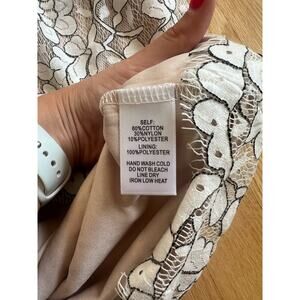 SELF:
60%COTTON
30%NYLON
10%POLYESTER
LINING:
100%POLYESTER
HAND WASH COLD
DO NOT BLEACH
LINE DRY
IRON LOW HEAT